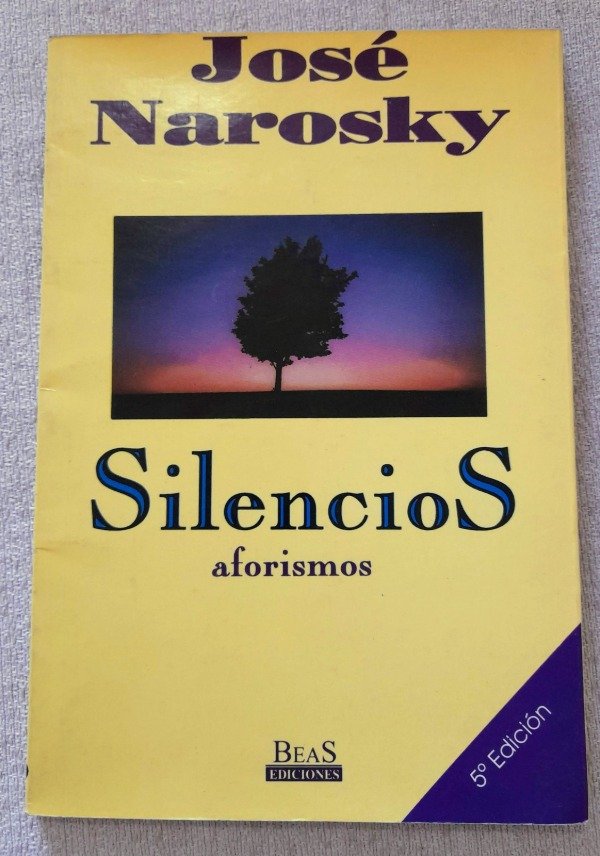 José
Narosky
SilencioS
aforismos
BEAS
EDICIONES
5º Edición